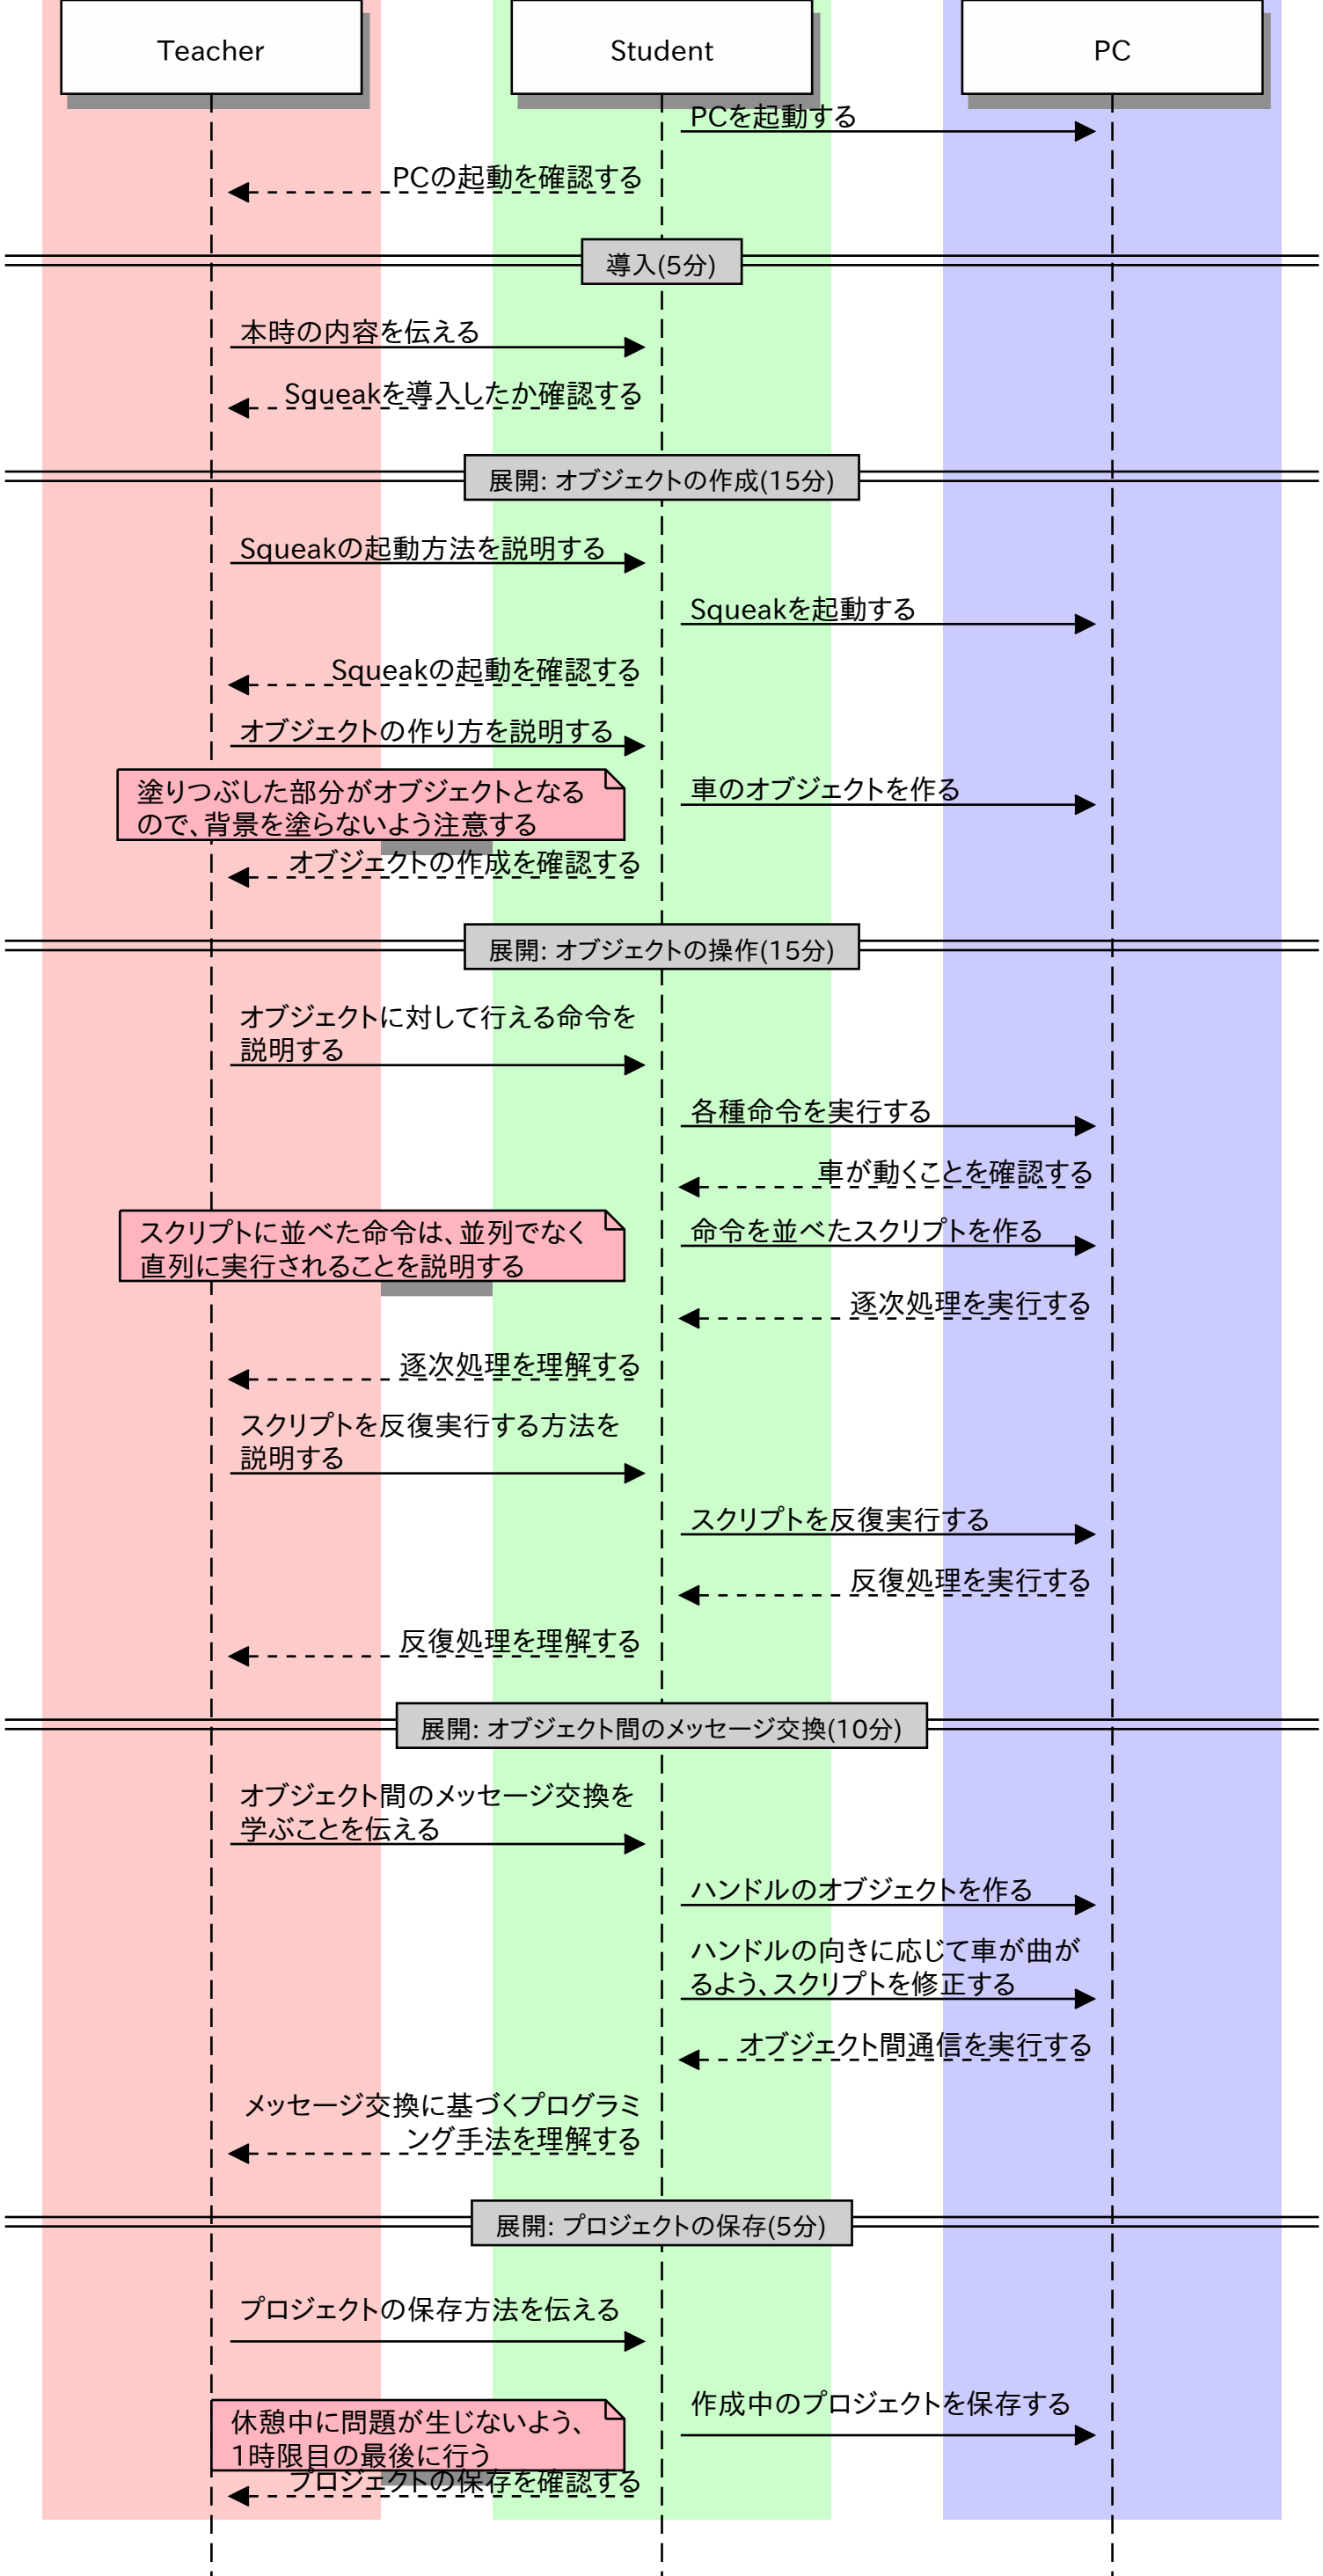 Teacher
Student
PC
PCを起動する
PCの起動を確認する
導入(5分)
本時の内容を伝える
Squeakを導入したか確認する
展開: オブジェクトの作成(15分)
Squeakの起動方法を説明する
Squeakを起動する
Squeakの起動を確認する
オブジェクトの作り方を説明する
塗りつぶした部分がオブジェクトとなる
ので、背景を塗らないよう注意する
車のオブジェクトを作る
オブジェクトの作成を確認する
展開: オブジェクトの操作(15分)
オブジェクトに対して行える命令を
説明する
各種命令を実行する
車が動くことを確認する
スクリプトに並べた命令は、並列でなく
直列に実行されることを説明する
命令を並べたスクリプトを作る
逐次処理を実行する
逐次処理を理解する
スクリプトを反復実行する方法を
説明する
スクリプトを反復実行する
反復処理を実行する
反復処理を理解する
展開: オブジェクト間のメッセージ交換(10分)
オブジェクト間のメッセージ交換を
学ぶことを伝える
ハンドルのオブジェクトを作る
ハンドルの向きに応じて車が曲が
るよう、スクリプトを修正する
オブジェクト間通信を実行する
メッセージ交換に基づくプログラミ
ング手法を理解する
展開: プロジェクトの保存(5分)
プロジェクトの保存方法を伝える
作成中のプロジェクトを保存する
休憩中に問題が生じないよう、
1時限目の最後に行う
プロジェクトの保存を確認する